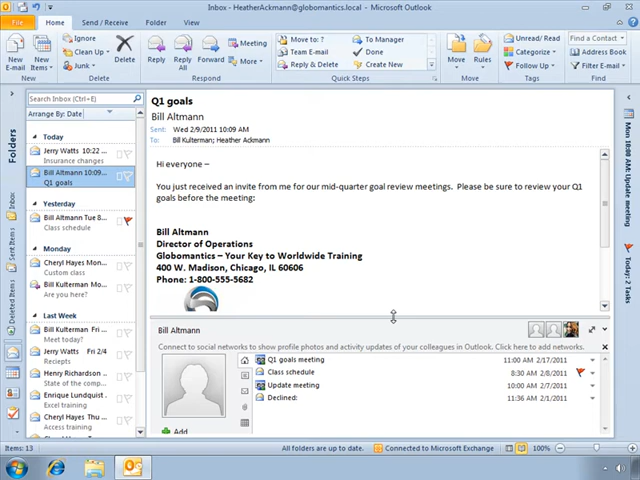 Inbox - HeatherAckmann@globomantics.local - Microsoft Outlook
File Home Send / Receive Folder View
New E-mail New Items
Ignore
Clean Up
Junk
Delete
Reply Reply All Forward Meeting More
Move to: ? To Manager
Team E-mail Done
Reply & Delete Create New
Move Rules
Unread/ Read
Categorize
Follow Up
Find a Contact
Address Book
Filter E-mail
New Delete Respond Quick Steps Move Tags Find
Folders
Inbox
Sent Items
Deleted Items
Search Inbox (Ctrl+E)
Arrange By: Date
Today
Jerry Watts 10:22 ...
Insurance changes
Bill Altmann 10:09...
Q1 goals
Yesterday
Bill Altmann Tue 8...
Class schedule
Monday
Cheryl Hayes Mon...
Custom class
Bill Kulterman Mo...
Are you here?
Last Week
Bill Kulterman Fri ...
Meet today?
Jerry Watts Fri 2/4
Reciepts
Henrie Richardson ...
State of the comp...
Enrique Lundquist ...
Excel training
Cheryl Hayes Thu ...
Access training
Q1 goals
Bill Altmann
Sent: Wed 2/9/2011 10:09 AM
To: Bill Kulterman; Heather Ackmann
Hi everyone –
You just received an invite from me for our mid-quarter goal review meetings. Please be sure to review your Q1
goals before the meeting:
Bill Altmann
Director of Operations
Globomantics – Your Key to Worldwide Training
400 W. Madison, Chicago, IL 60606
Phone: 1-800-555-5682
Bill Altmann
Connect to social networks to show profile photos and activity updates of your colleagues in Outlook. Click here to add networks.
Q1 goals meeting 11:00 AM 2/17/2011
Class schedule 8:30 AM 2/8/2011
Update meeting 10:00 AM 2/7/2011
Declined: 11:36 AM 2/1/2011
Add
Mon 10:00 AM: Update meeting
Today: 2 Tasks
Items: 13 All folders are up to date. Connected to Microsoft Exchange 100%